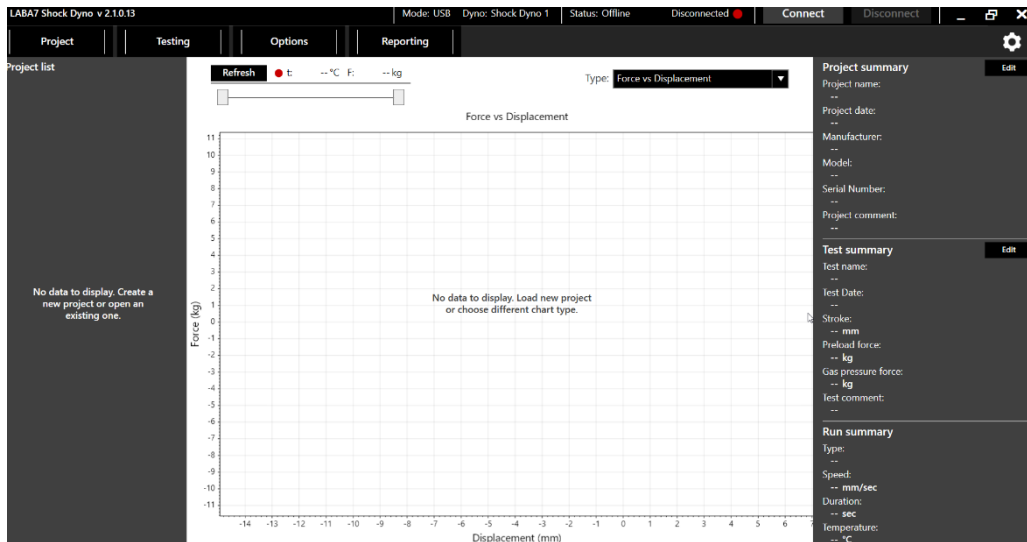 LABA7 Shock Dyno v 2.1.0.13
Mode: USB Dyno: Shock Dyno 1 Status: Offline Disconnected Connect Disconnect
Project Testing Options Reporting
Project list
No data to display. Create a
new project or open an
existing one.
Refresh t: -- °C F: -- kg
Type: Force vs Displacement
Force vs Displacement
11
10
9
8
7
6
5
4
3
2
1
0
-1
-2
-3
-4
-5
-6
-7
-8
-9
-10
-11
Force (kg)
No data to display. Load new project
or choose different chart type.
-14 -13 -12 -11 -10 -9 -8 -7 -6 -5 -4 -3 -2 -1 0 1 2 3 4 5 6
Displacement (mm)
Project summary Edit
Project name:
--
Project date:
--
Manufacturer:
--
Model:
--
Serial Number:
--
Project comment:
--
Test summary Edit
Test name:
--
Test Date:
--
Stroke:
-- mm
Preload force:
-- kg
Gas pressure force:
-- kg
Test comment:
--
Run summary
Type:
--
Speed:
-- mm/sec
Duration:
-- sec
Temperature:
-- °C